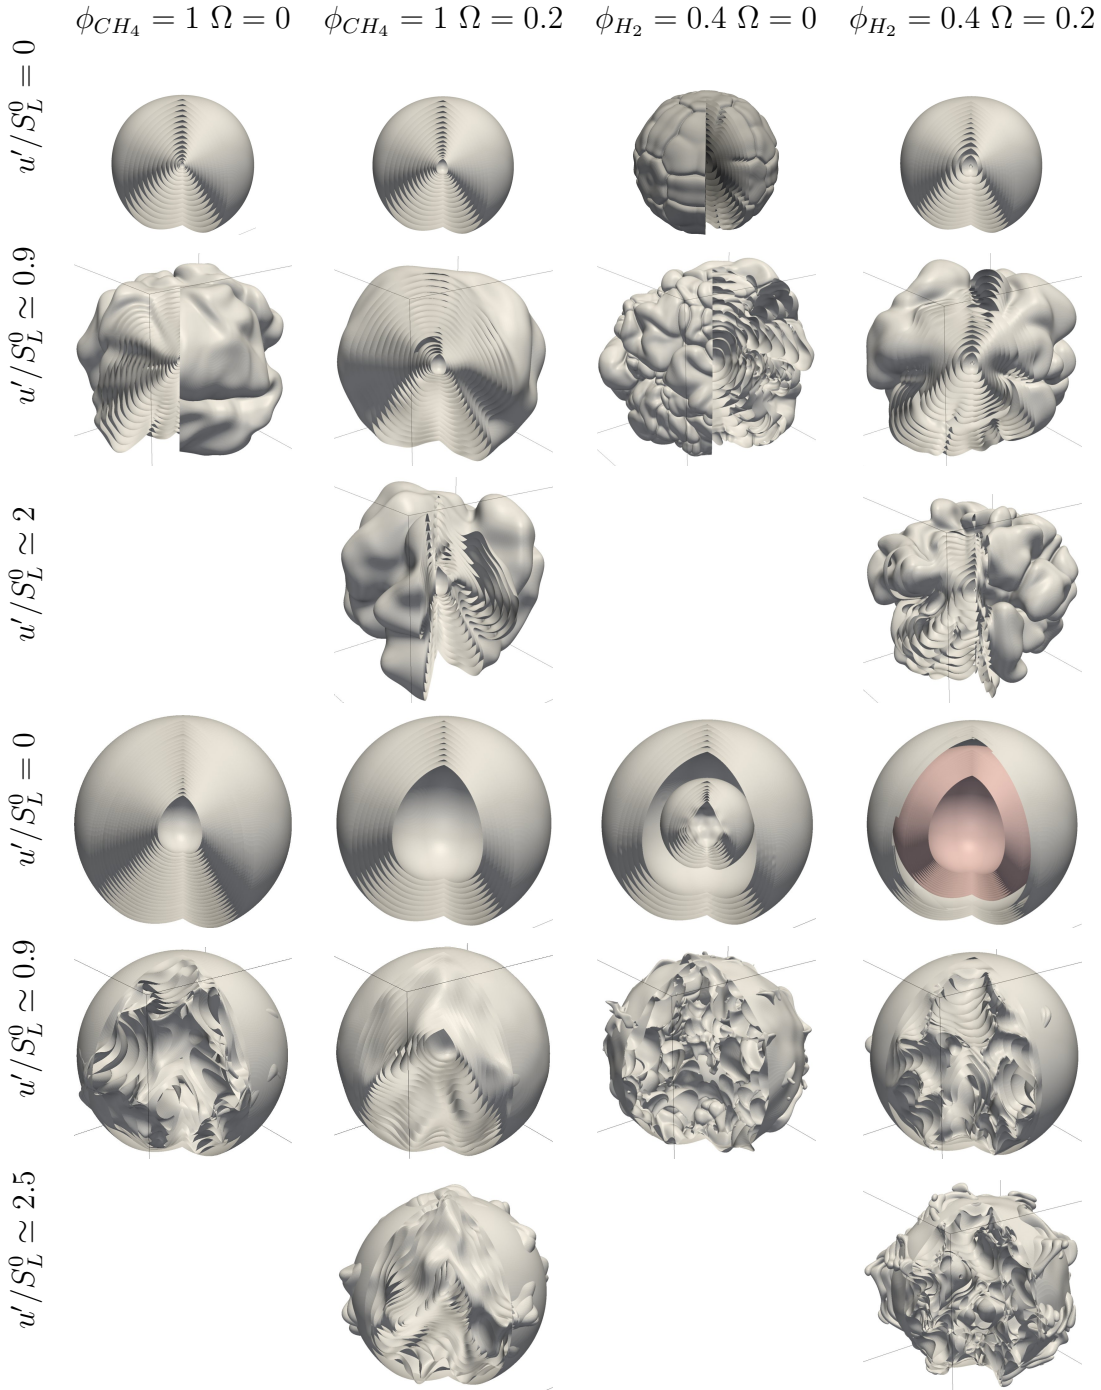 ϕ_{CH_4} = 1 Ω = 0
ϕ_{CH_4} = 1 Ω = 0.2
ϕ_{H_2} = 0.4 Ω = 0
ϕ_{H_2} = 0.4 Ω = 0.2
u′/S_L^0 = 0
u′/S_L^0 ≃ 0.9
u′/S_L^0 ≃ 2
u′/S_L^0 = 0
u′/S_L^0 ≃ 0.9
u′/S_L^0 ≃ 2.5